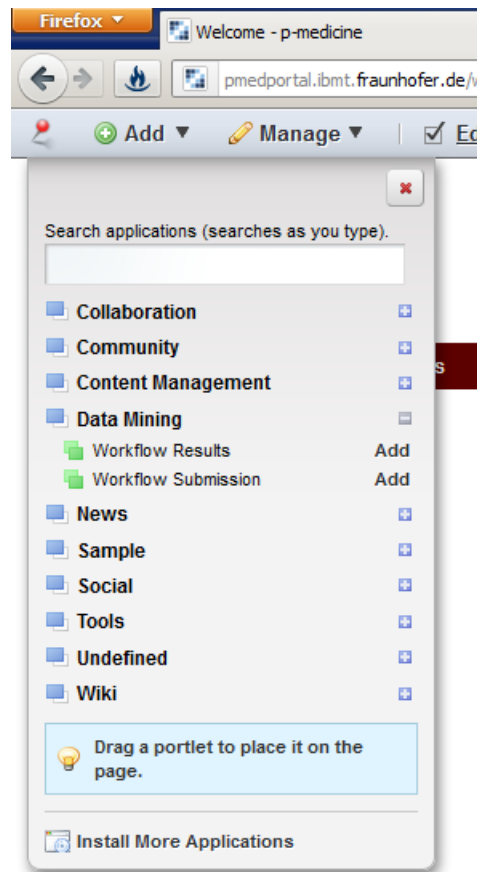 Firefox
Welcome - p-medicine
pmedportal.ibmt.fraunhofer.de/
Add Manage
Search applications (searches as you type).
Collaboration
Community
Content Management
Data Mining
Workflow Results Add
Workflow Submission Add
News
Sample
Social
Tools
Undefined
Wiki
Drag a portlet to place it on the
page.
Install More Applications